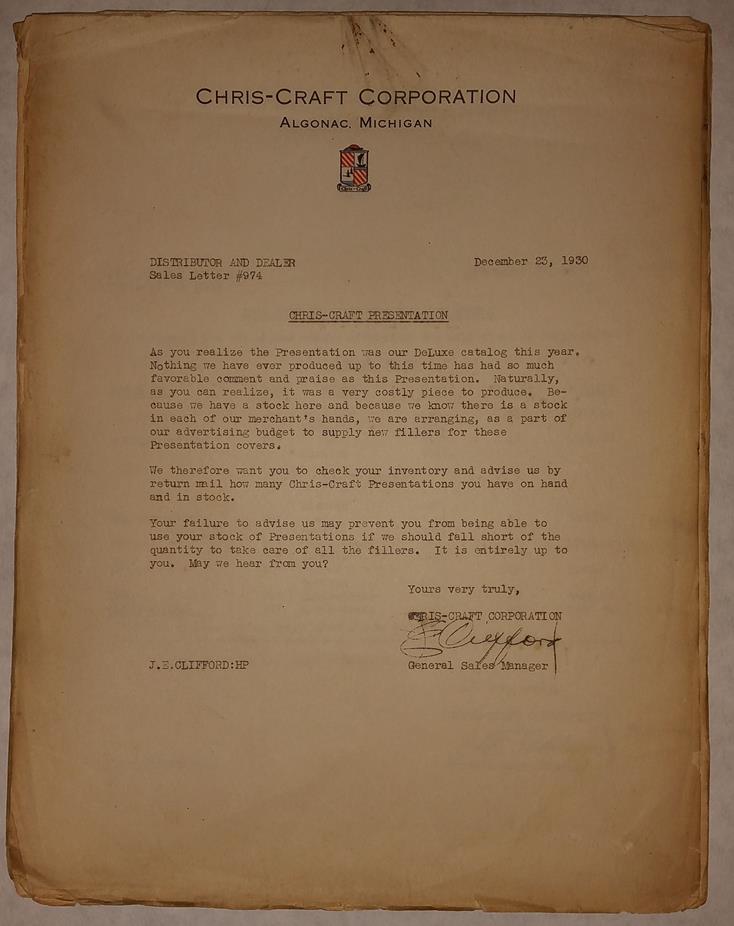 CHRIS-CRAFT CORPORATION
ALGONAC, MICHIGAN
Chris-Craft
DISTRIBUTOR AND DEALER
December 23, 1930
Sales Letter #974
CHRIS-CRAFT PRESENTATION
As you realize the Presentation was our DeLuxe catalog this year.
Nothing we have ever produced up to this time has had so much
favorable comment and praise as this Presentation. Naturally,
as you can realize, it was a very costly piece to produce. Be-
cause we have a stock here and because we know there is a stock
in each of our merchant's hands, we are arranging, as a part of
our advertising budget to supply new fillers for these
Presentation covers.
We therefore want you to check your inventory and advise us by
return mail how many Chris-Craft Presentations you have on hand
and in stock.
Your failure to advise us may prevent you from being able to
use your stock of Presentations if we should fall short of the
quantity to take care of all the fillers. It is entirely up to
you. May we hear from you?
Yours very truly,
CHRIS-CRAFT CORPORATION
J E Clifford
J.E.CLIFFORD:HP
General Sales Manager